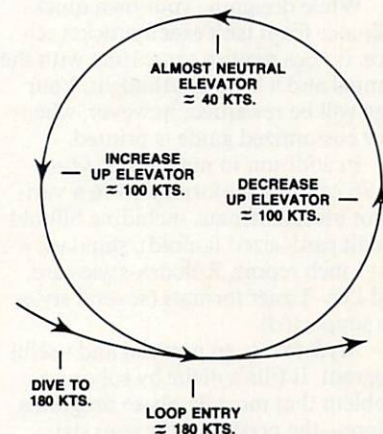 ALMOST NEUTRAL
ELEVATOR
≈ 40 KTS.
INCREASE
UP ELEVATOR
≈ 100 KTS.
DECREASE
UP ELEVATOR
≈ 100 KTS.
DIVE TO
180 KTS.
LOOP ENTRY
≈ 180 KTS.